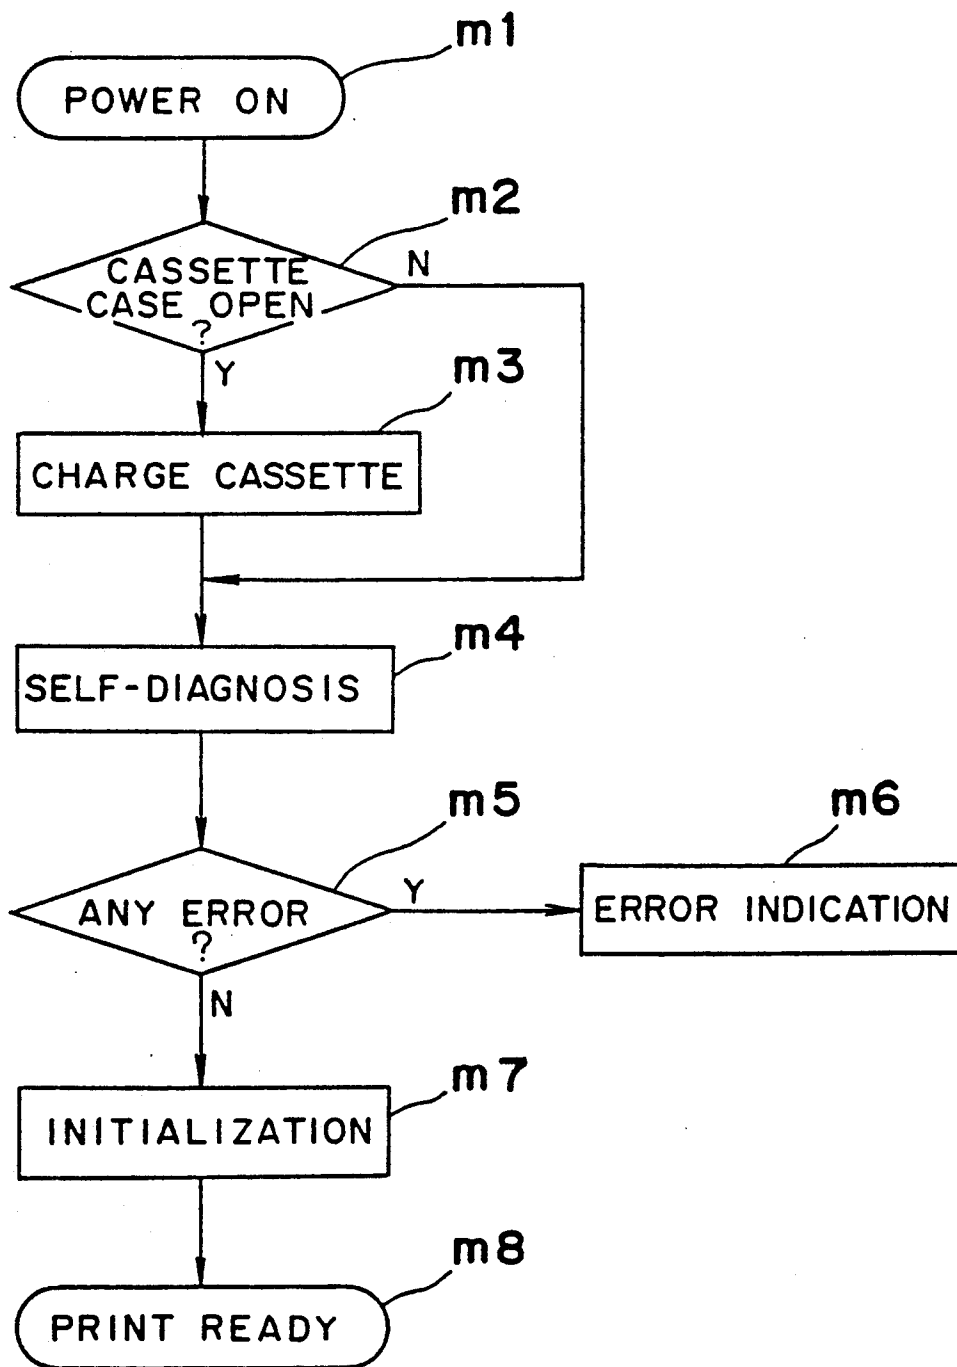 m1
POWER ON
m2
CASSETTE
CASE OPEN
?
N
Y
m3
CHARGE CASSETTE
m4
SELF-DIAGNOSIS
m5
m6
ANY ERROR
?
Y
ERROR INDICATION
N
m7
INITIALIZATION
m8
PRINT READY